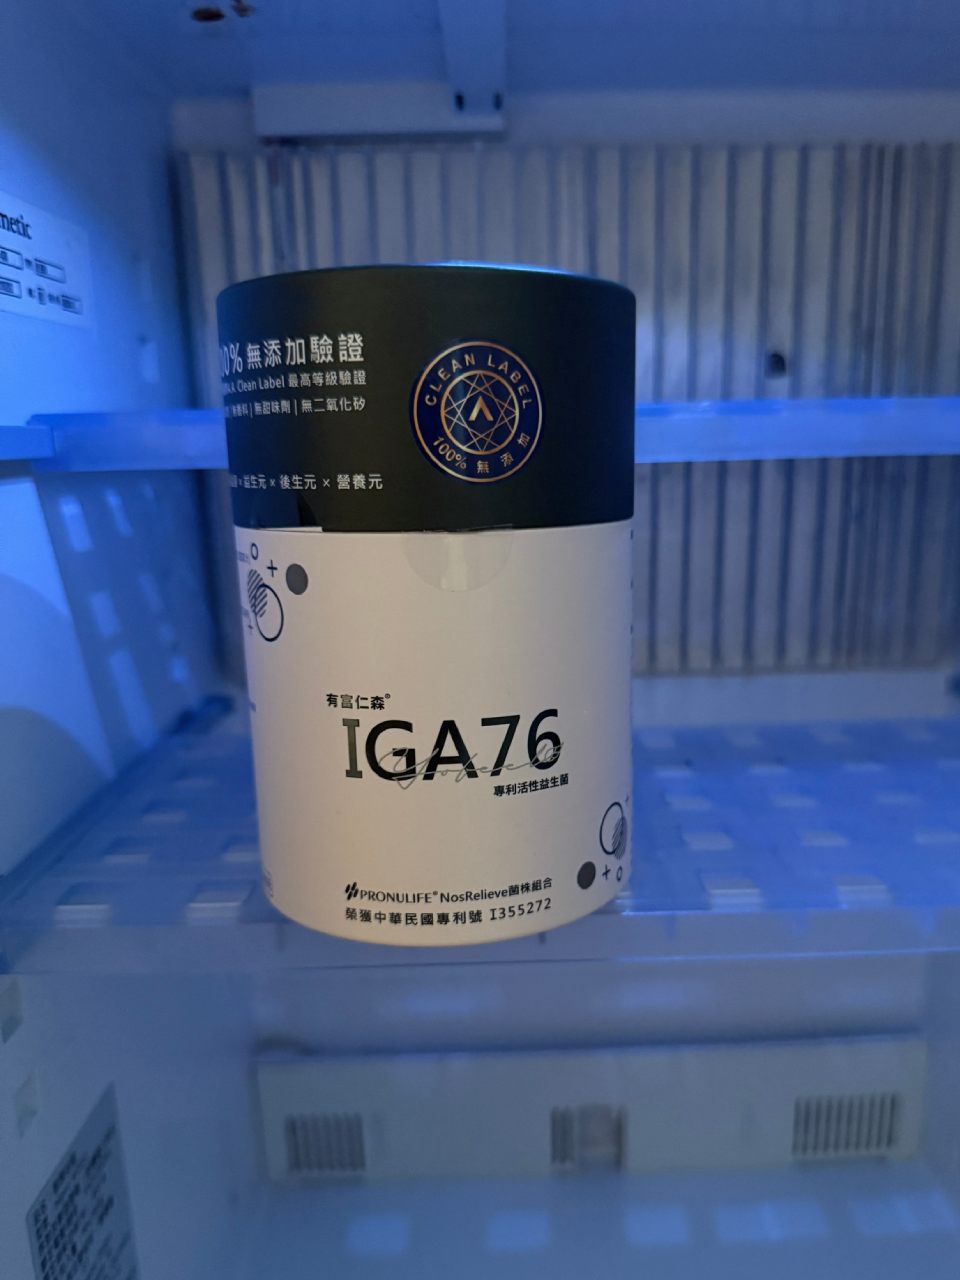 metic
0%無添加驗證
A.A. Clean Label 最高等級驗證
香料 | 無甜味劑 | 無二氧化矽
CLEAN LABEL
100% 無添加
益生元 × 後生元 × 營養元
有富仁森®
IGA76
專利活性益生菌
PRONULIFE® NosRelieve菌株組合
榮獲中華民國專利號 I355272